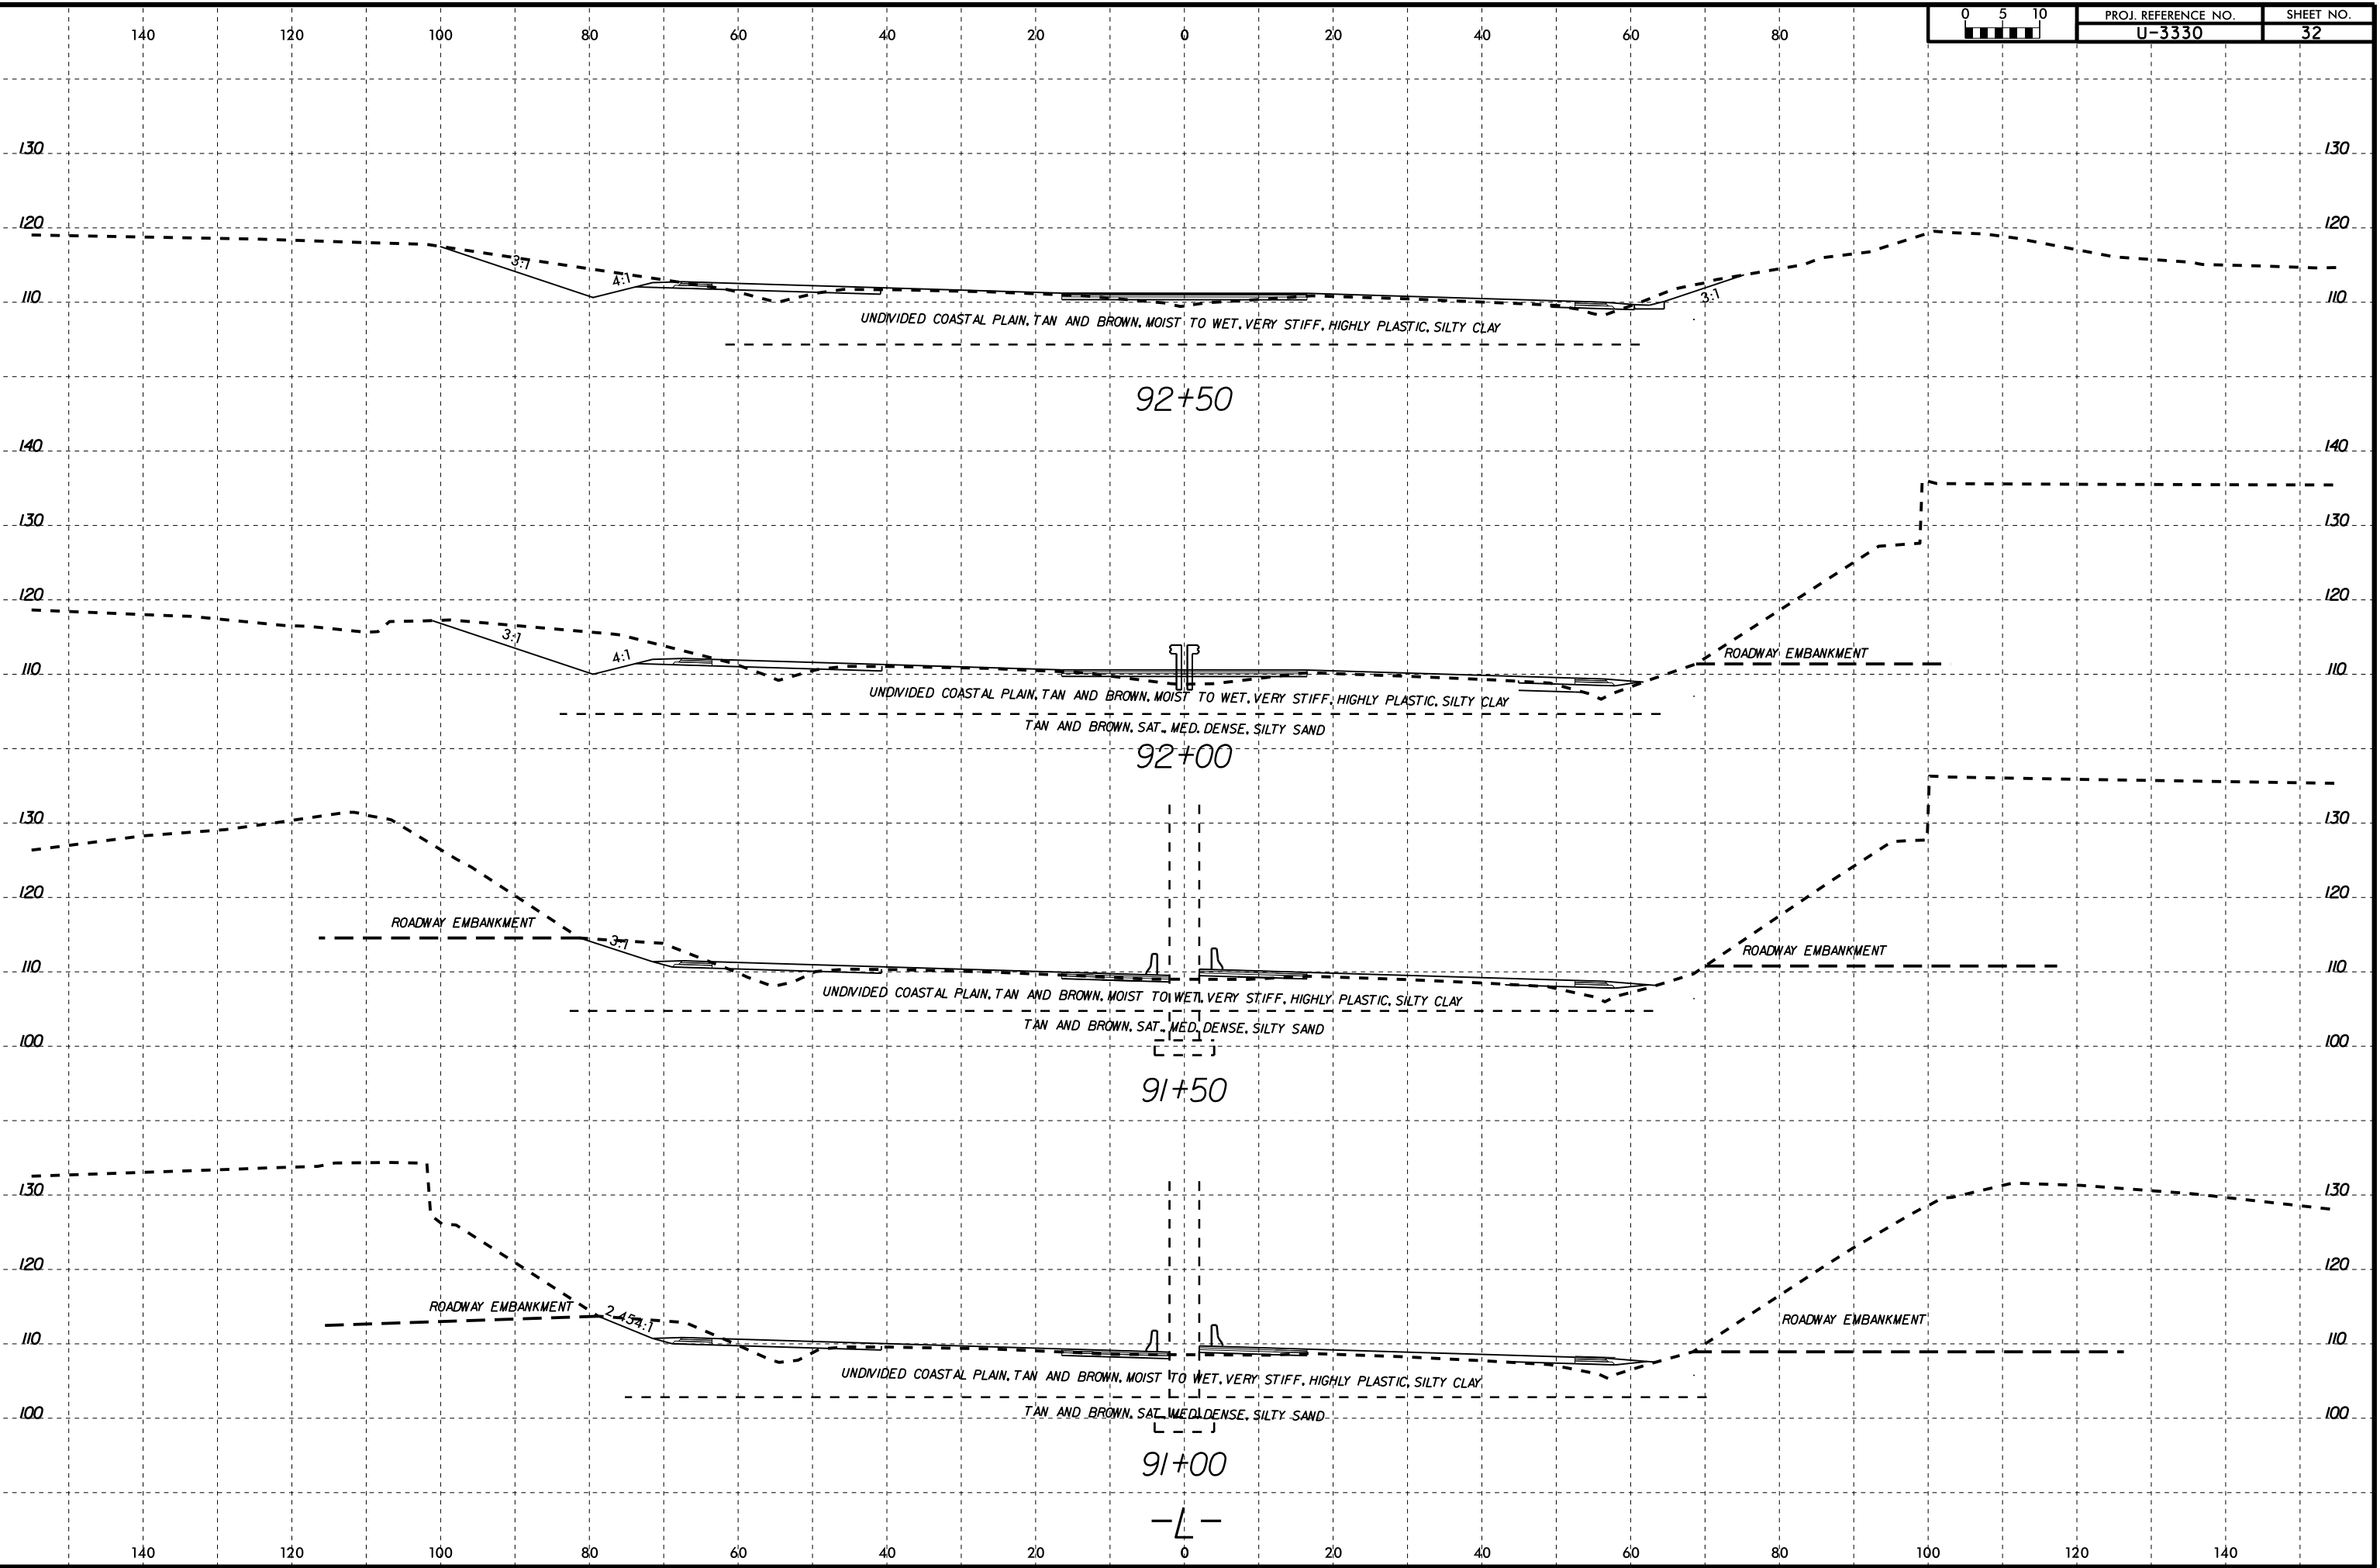 0 5 10
PROJ. REFERENCE NO.
SHEET NO.
U-3330
32
140 120 100 80 60 40 20 0 20 40 60 80
130 130
120 120
3:1
4:1
110 110
3:1
UNDIVIDED COASTAL PLAIN, TAN AND BROWN, MOIST TO WET, VERY STIFF, HIGHLY PLASTIC, SILTY CLAY
92+50
140 140
130 130
120 120
3:1
4:1
ROADWAY EMBANKMENT
110 110
UNDIVIDED COASTAL PLAIN, TAN AND BROWN, MOIST TO WET, VERY STIFF, HIGHLY PLASTIC, SILTY CLAY
TAN AND BROWN, SAT., MED. DENSE, SILTY SAND
92+00
130 130
120 120
ROADWAY EMBANKMENT
3:1
ROADWAY EMBANKMENT
110 110
UNDIVIDED COASTAL PLAIN, TAN AND BROWN, MOIST TO WET, VERY STIFF, HIGHLY PLASTIC, SILTY CLAY
TAN AND BROWN, SAT., MED. DENSE, SILTY SAND
100 100
91+50
130 130
120 120
ROADWAY EMBANKMENT
2.454:1
ROADWAY EMBANKMENT
110 110
UNDIVIDED COASTAL PLAIN, TAN AND BROWN, MOIST TO WET, VERY STIFF, HIGHLY PLASTIC, SILTY CLAY
TAN AND BROWN, SAT., MED. DENSE, SILTY SAND
100 100
91+00
-L-
140 120 100 80 60 40 20 0 20 40 60 80 100 120 140